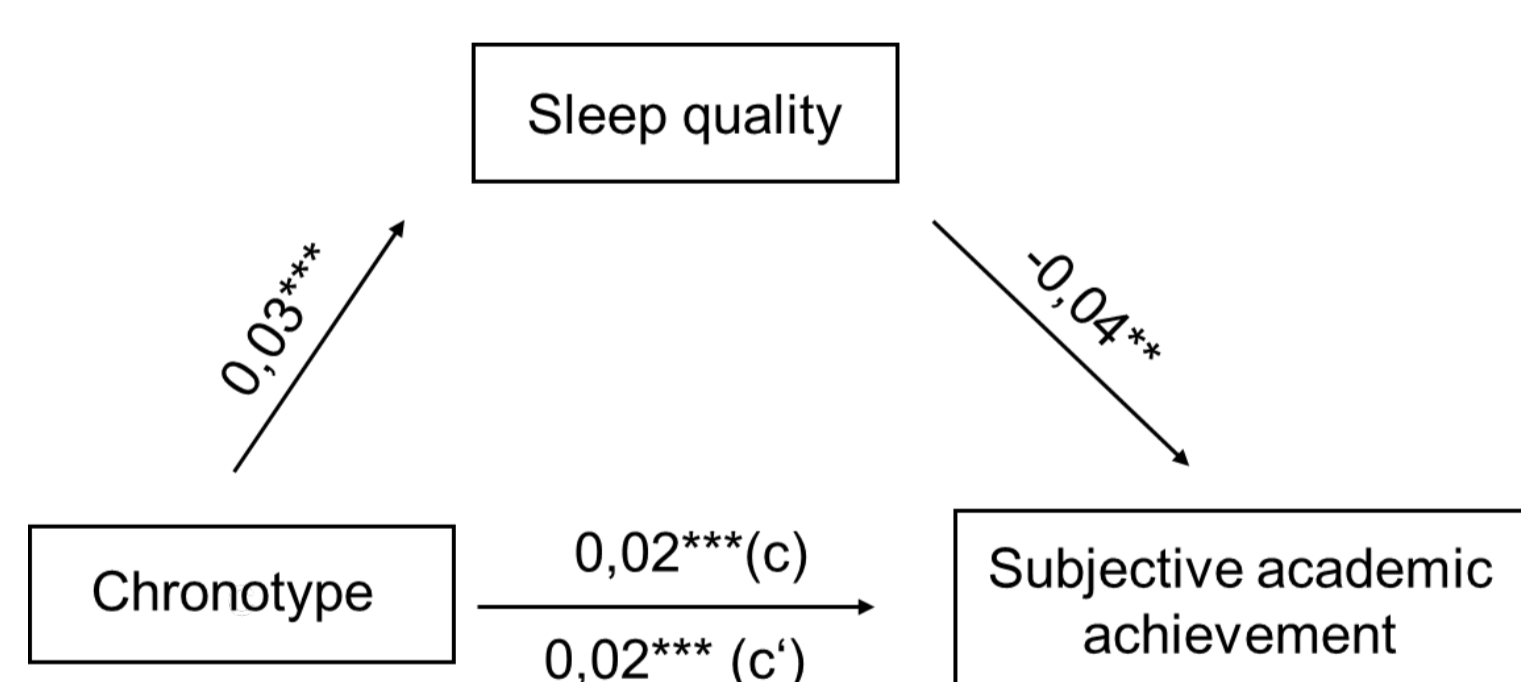 Sleep quality
0,03***
-0,04**
Chronotype
0,02***(c)
0,02*** (c‘)
Subjective academic
achievement